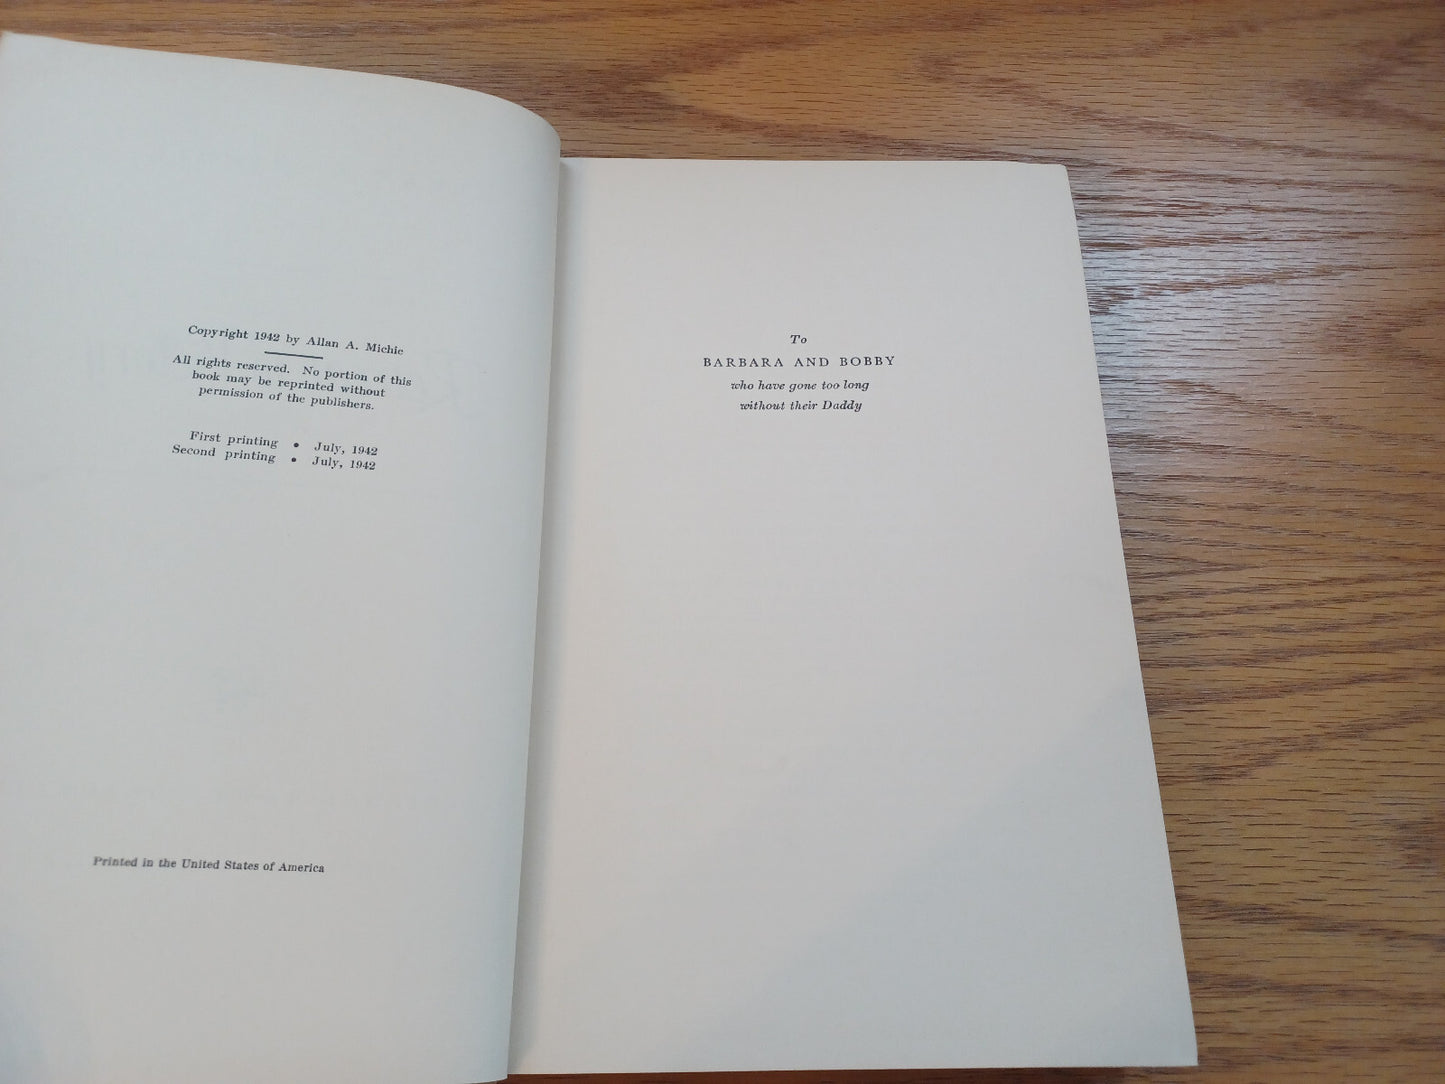 Copyright 1942 by Allan A. Michie
All rights reserved. No portion of this
book may be reprinted without
permission of the publishers.
First printing • July, 1942
Second printing • July, 1942
Printed in the United States of America
To
BARBARA AND BOBBY
who have gone too long
without their Daddy